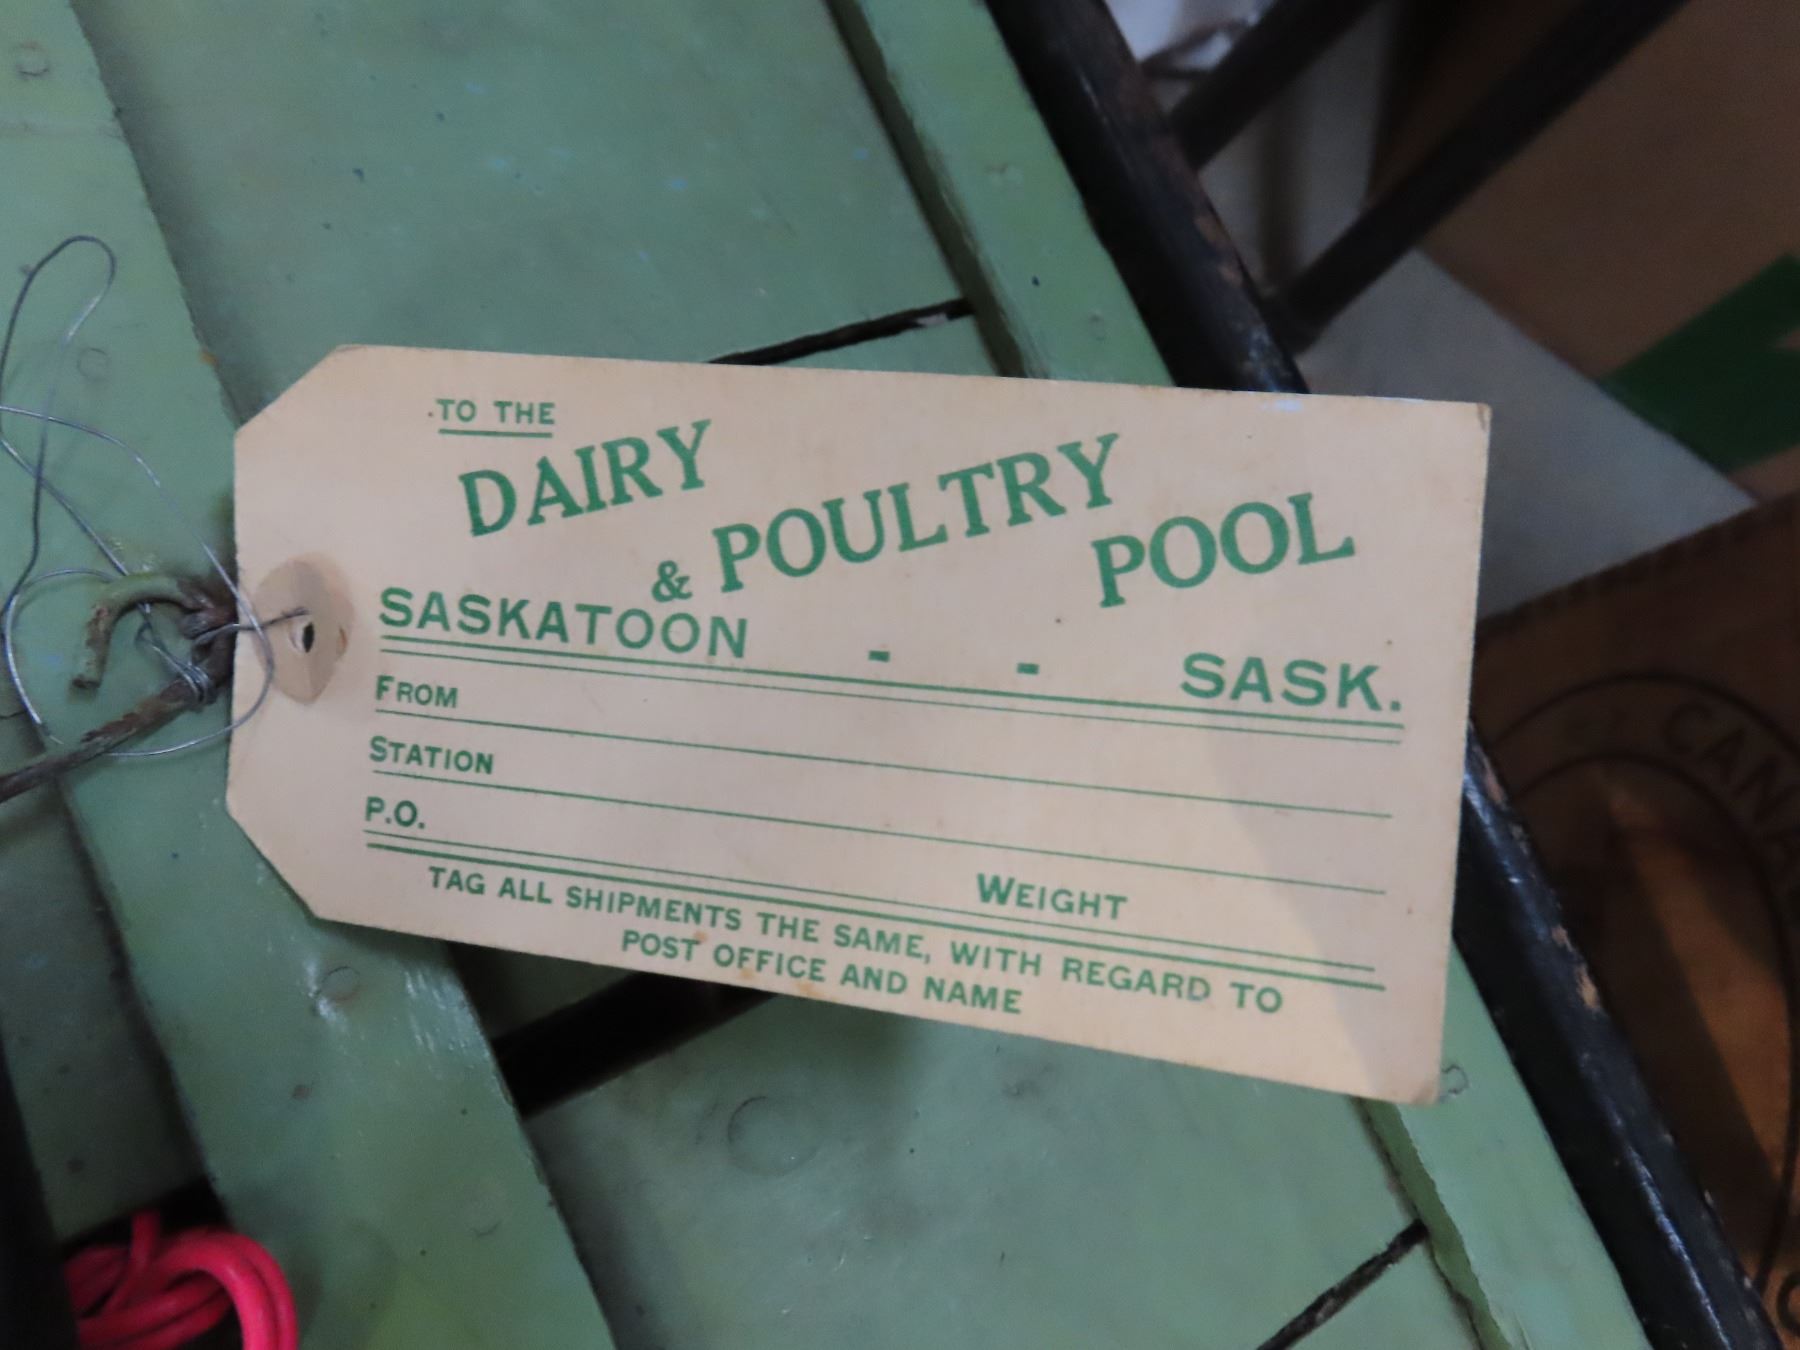 TO THE
DAIRY
& POULTRY
POOL
SASKATOON - - SASK.
FROM
STATION
P.O.
WEIGHT
TAG ALL SHIPMENTS THE SAME, WITH REGARD TO
POST OFFICE AND NAME